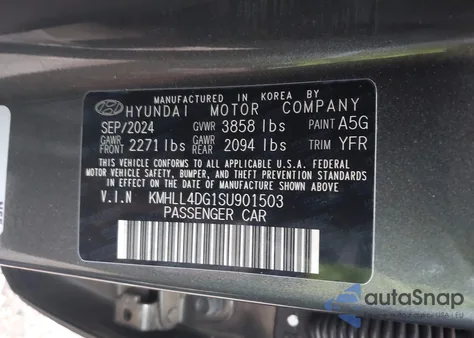 MANUFACTURED IN KOREA BY
HYUNDAI MOTOR COMPANY
SEP/2024 GVWR 3858 lbs PAINT A5G
GAWR FRONT 2271 lbs GAWR REAR 2094 lbs TRIM YFR
THIS VEHICLE CONFORMS TO ALL APPLICABLE U.S.A. FEDERAL
MOTOR VEHICLE SAFETY, BUMPER, AND THEFT PREVENTION
STANDARDS IN EFFECT ON THE DATE OF MANUFACTURE SHOWN ABOVE.
V.I.N KMHLL4DG1SU901503
PASSENGER CAR
autoSnap
by AutoBidMaster